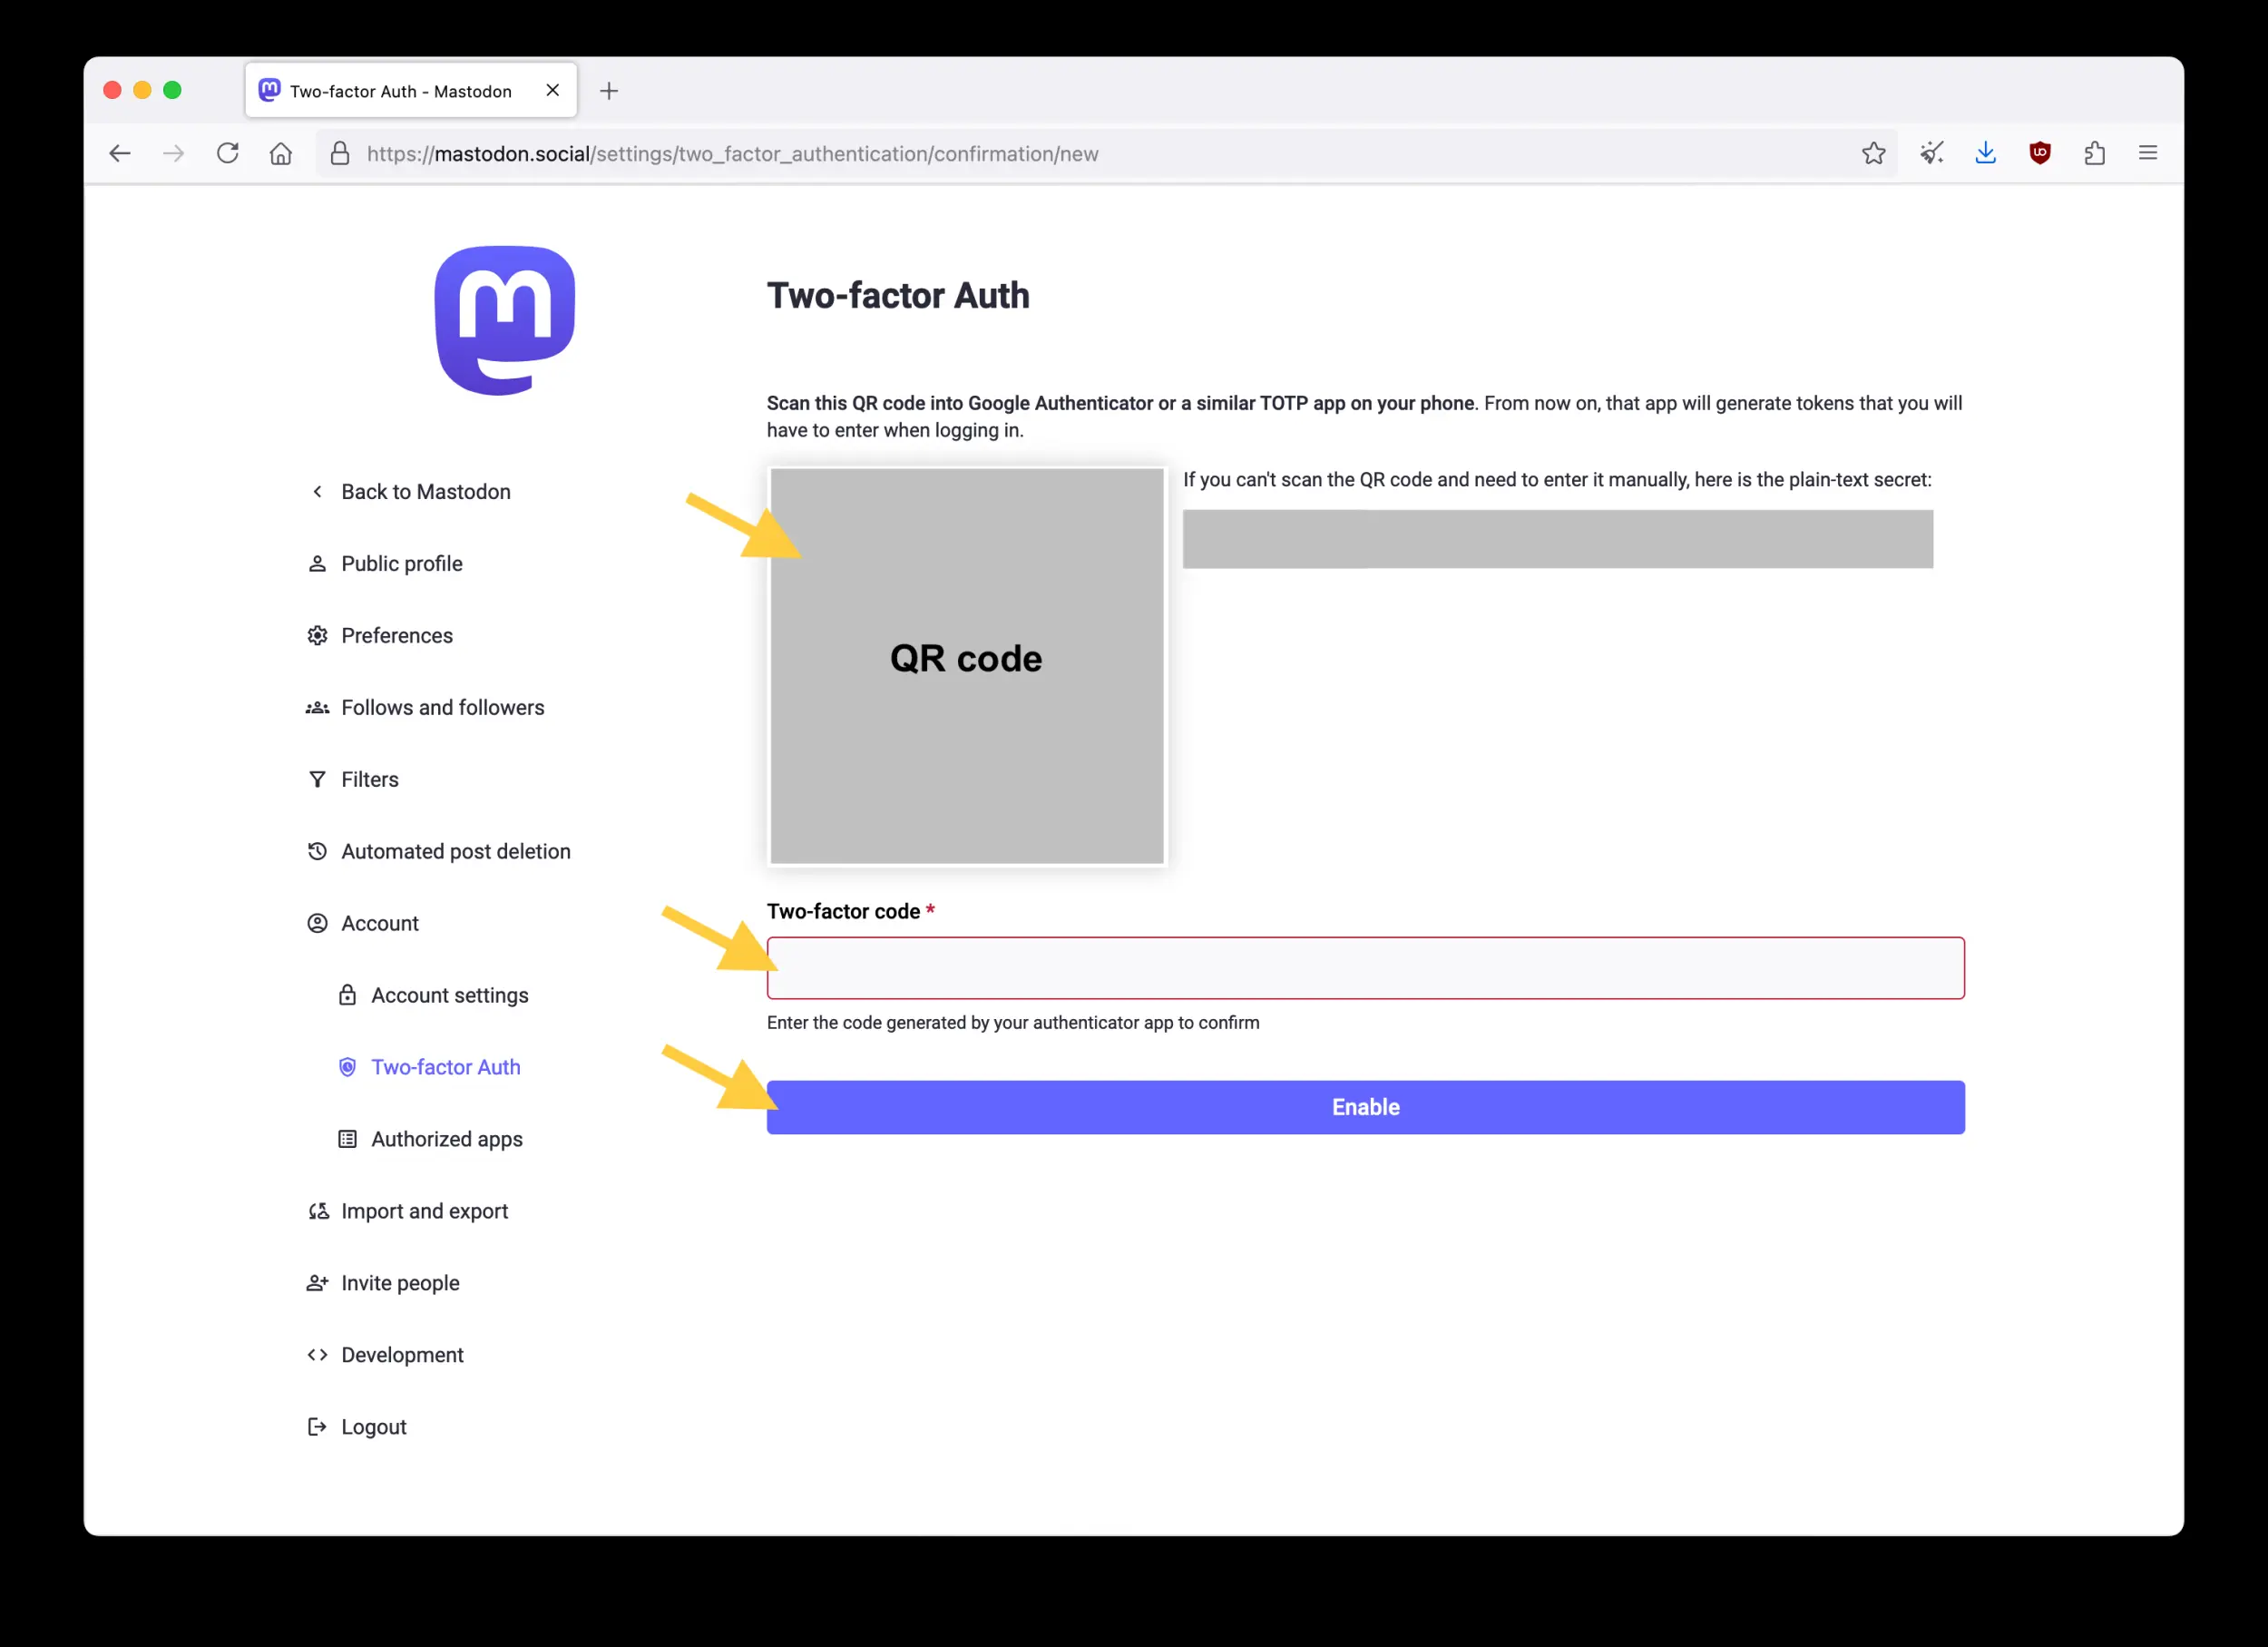 Two-factor Auth - Mastodon
https://mastodon.social/settings/two_factor_authentication/confirmation/new
Two-factor Auth
Scan this QR code into Google Authenticator or a similar TOTP app on your phone. From now on, that app will generate tokens that you will
have to enter when logging in.
If you can't scan the QR code and need to enter it manually, here is the plain-text secret:
QR code
Two-factor code *
Enter the code generated by your authenticator app to confirm
Enable
Back to Mastodon
Public profile
Preferences
Follows and followers
Filters
Automated post deletion
Account
Account settings
Two-factor Auth
Authorized apps
Import and export
Invite people
Development
Logout